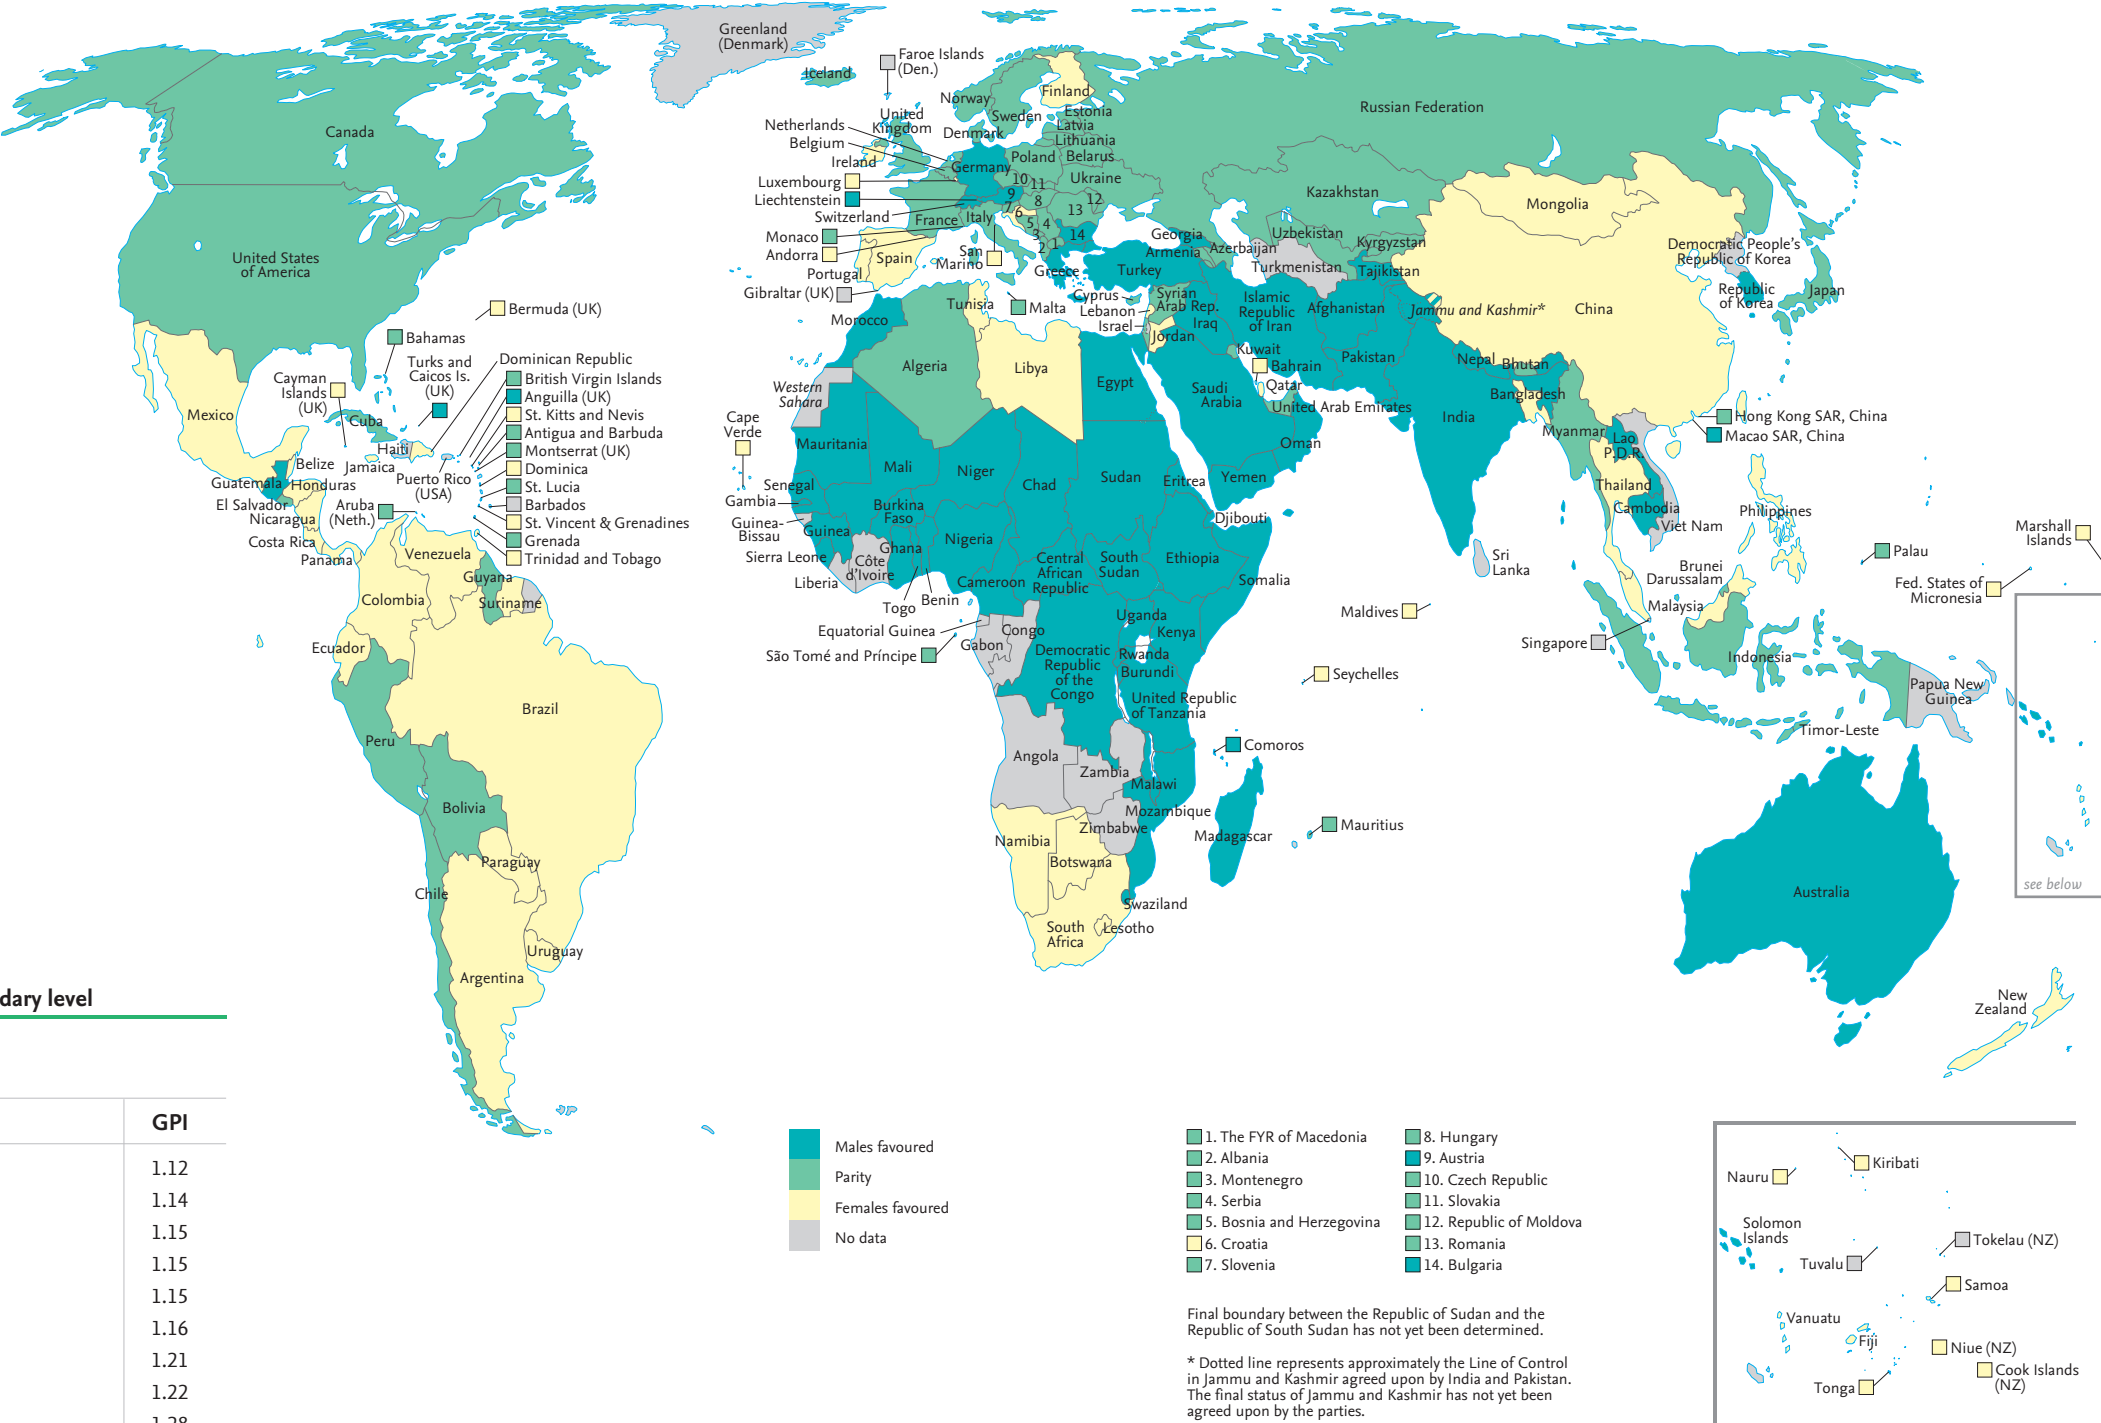 Greenland
(Denmark)
Faroe Islands
(Den.)
Iceland
Norway
Finland
Sweden
Estonia
Latvia
Lithuania
Belarus
United
Kingdom
Denmark
Netherlands
Belgium
Ireland
Germany
Poland
Ukraine
Luxembourg
Liechtenstein
Switzerland
France
Italy
Monaco
Andorra
Portugal
Spain
San
Marino
Gibraltar (UK)
10
11
9
8
7
6
12
13
5
4
3
14
2
1
Greece
Malta
Russian Federation
Kazakhstan
Mongolia
Georgia
Armenia
Azerbaijan
Uzbekistan
Kyrgyzstan
Turkmenistan
Tajikistan
Turkey
Cyprus
Lebanon
Israel
Syrian
Arab Rep.
Iraq
Jordan
Islamic
Republic
of Iran
Afghanistan
Jammu and Kashmir*
China
Democratic People's
Republic of Korea
Republic
of Korea
Japan
Kuwait
Bahrain
Qatar
United Arab Emirates
Saudi
Arabia
Oman
Yemen
Pakistan
Nepal
Bhutan
Bangladesh
India
Myanmar
Lao
P.D.R.
Thailand
Cambodia
Viet Nam
Hong Kong SAR, China
Macao SAR, China
Philippines
Sri
Lanka
Maldives
Brunei
Darussalam
Malaysia
Singapore
Indonesia
Palau
Marshall
Islands
Fed. States of
Micronesia
Papua New
Guinea
Timor-Leste
Australia
New
Zealand
see below
Canada
United States
of America
Bermuda (UK)
Bahamas
Turks and
Caicos Is.
(UK)
Cayman
Islands
(UK)
Mexico
Cuba
Haiti
Jamaica
Belize
Guatemala
Honduras
El Salvador
Nicaragua
Costa Rica
Panama
Puerto Rico
(USA)
Aruba
(Neth.)
Dominican Republic
British Virgin Islands
Anguilla (UK)
St. Kitts and Nevis
Antigua and Barbuda
Montserrat (UK)
Dominica
St. Lucia
Barbados
St. Vincent & Grenadines
Grenada
Trinidad and Tobago
Venezuela
Guyana
Suriname
Colombia
Ecuador
Brazil
Peru
Bolivia
Paraguay
Chile
Uruguay
Argentina
Morocco
Tunisia
Algeria
Libya
Egypt
Western
Sahara
Cape
Verde
Mauritania
Mali
Niger
Chad
Sudan
Eritrea
Djibouti
Senegal
Gambia
Guinea-
Bissau
Guinea
Burkina
Faso
Sierra Leone
Liberia
Côte
d'Ivoire
Ghana
Togo
Benin
Nigeria
Cameroon
Central
African
Republic
South
Sudan
Ethiopia
Somalia
Equatorial Guinea
São Tomé and Príncipe
Gabon
Congo
Democratic
Republic
of the
Congo
Uganda
Kenya
Rwanda
Burundi
United Republic
of Tanzania
Seychelles
Comoros
Angola
Zambia
Malawi
Mozambique
Zimbabwe
Madagascar
Mauritius
Namibia
Botswana
Swaziland
South
Africa
Lesotho
dary level
GPI
1.12
1.14
1.15
1.15
1.15
1.16
1.21
1.22
Males favoured
Parity
Females favoured
No data
1. The FYR of Macedonia
2. Albania
3. Montenegro
4. Serbia
5. Bosnia and Herzegovina
6. Croatia
7. Slovenia
8. Hungary
9. Austria
10. Czech Republic
11. Slovakia
12. Republic of Moldova
13. Romania
14. Bulgaria
Final boundary between the Republic of Sudan and the
Republic of South Sudan has not yet been determined.
* Dotted line represents approximately the Line of Control
in Jammu and Kashmir agreed upon by India and Pakistan.
The final status of Jammu and Kashmir has not yet been
agreed upon by the parties.
Nauru
Kiribati
Solomon
Islands
Tuvalu
Tokelau (NZ)
Samoa
Vanuatu
Fiji
Niue (NZ)
Cook Islands
(NZ)
Tonga